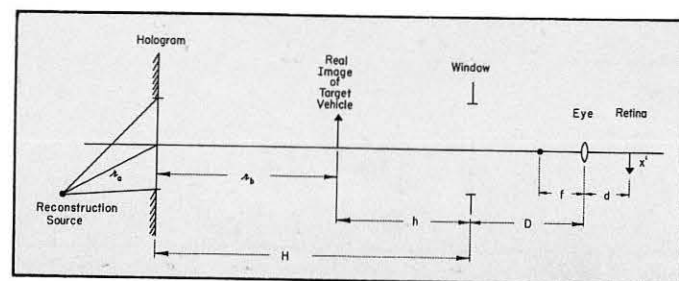 Hologram
Real
Image
of
Target
Vehicle
Window
Eye
Retina
x'
f
d
h
D
H
Reconstruction
Source